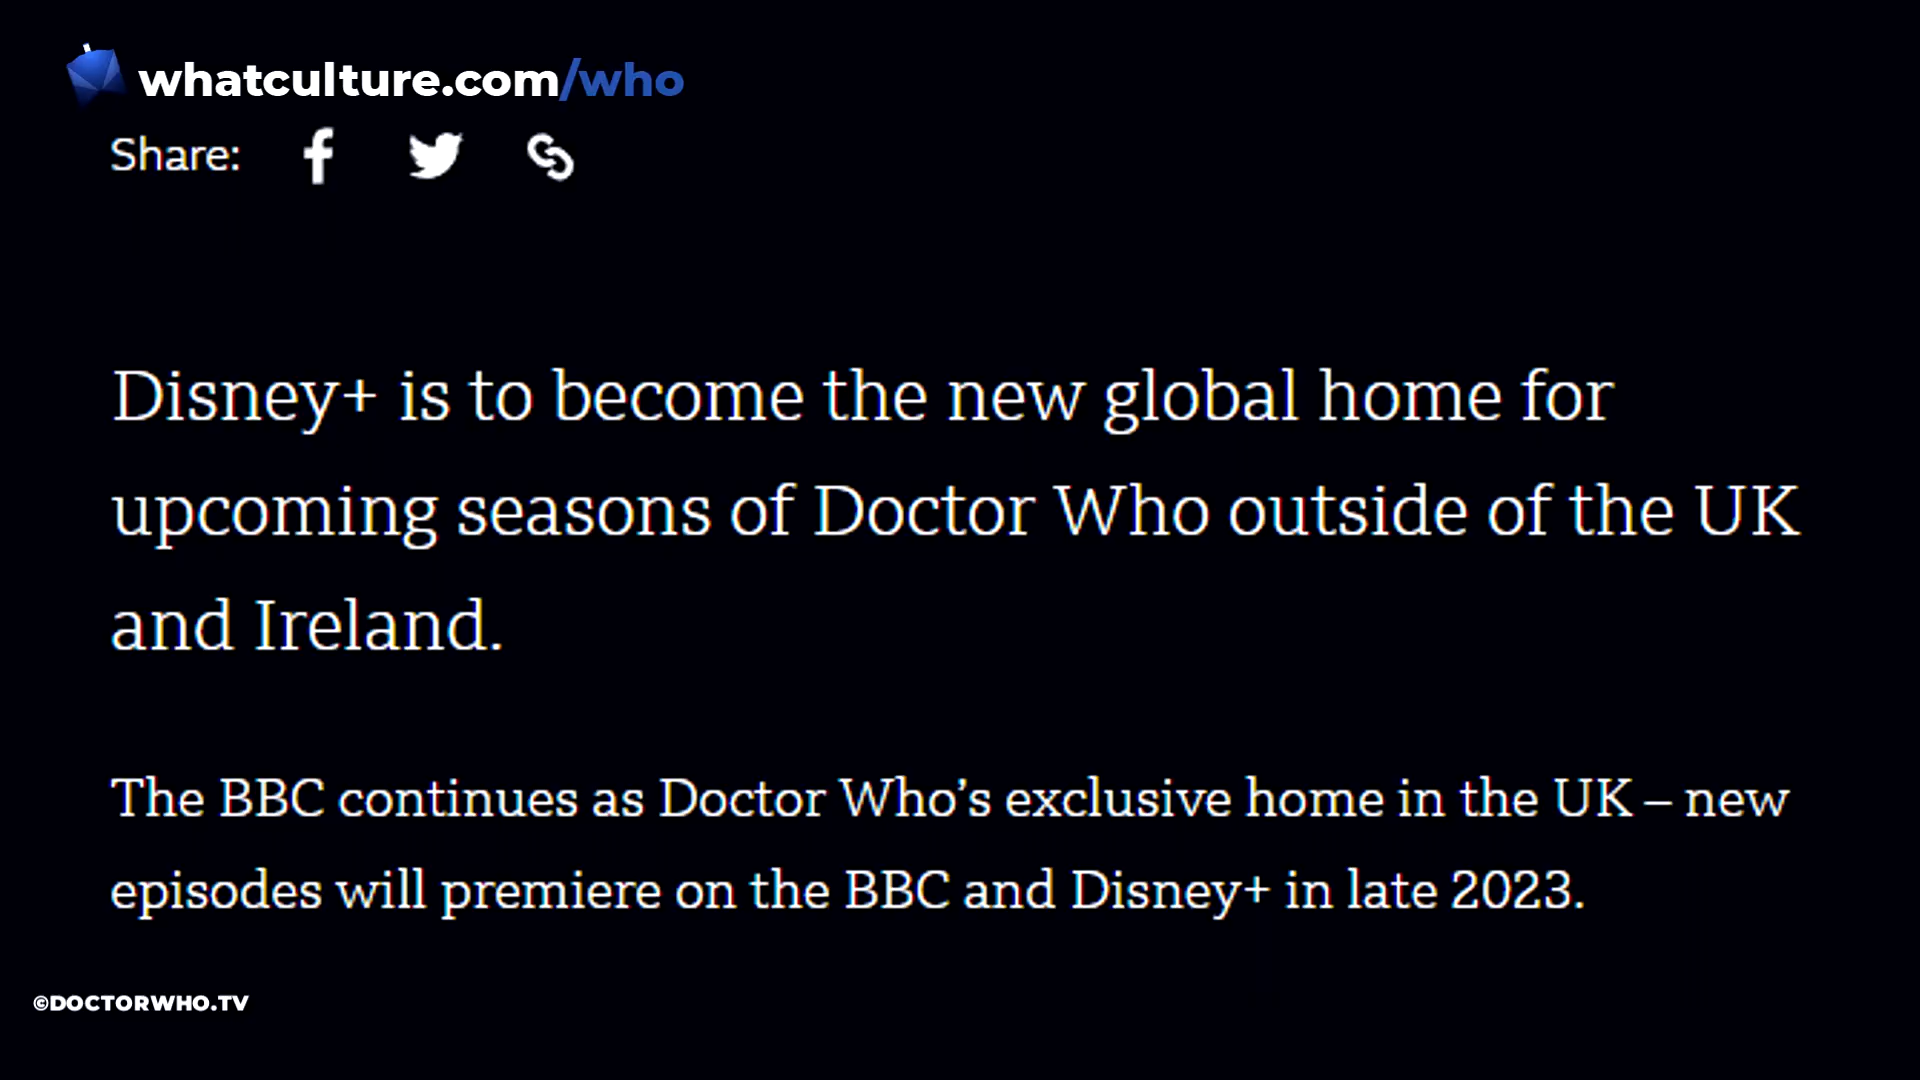 whatculture.com/who
Share:
Disney+ is to become the new global home for
upcoming seasons of Doctor Who outside of the UK
and Ireland.
The BBC continues as Doctor Who’s exclusive home in the UK – new
episodes will premiere on the BBC and Disney+ in late 2023.
©DOCTORWHO.TV